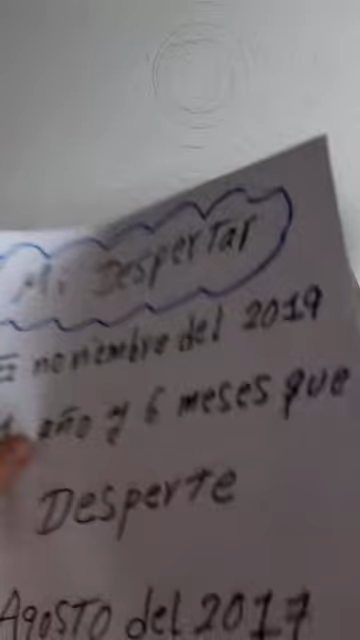 Mi Despertar
noviembre del 2019
año y 6 meses que
Desperte
Agosto del 2017